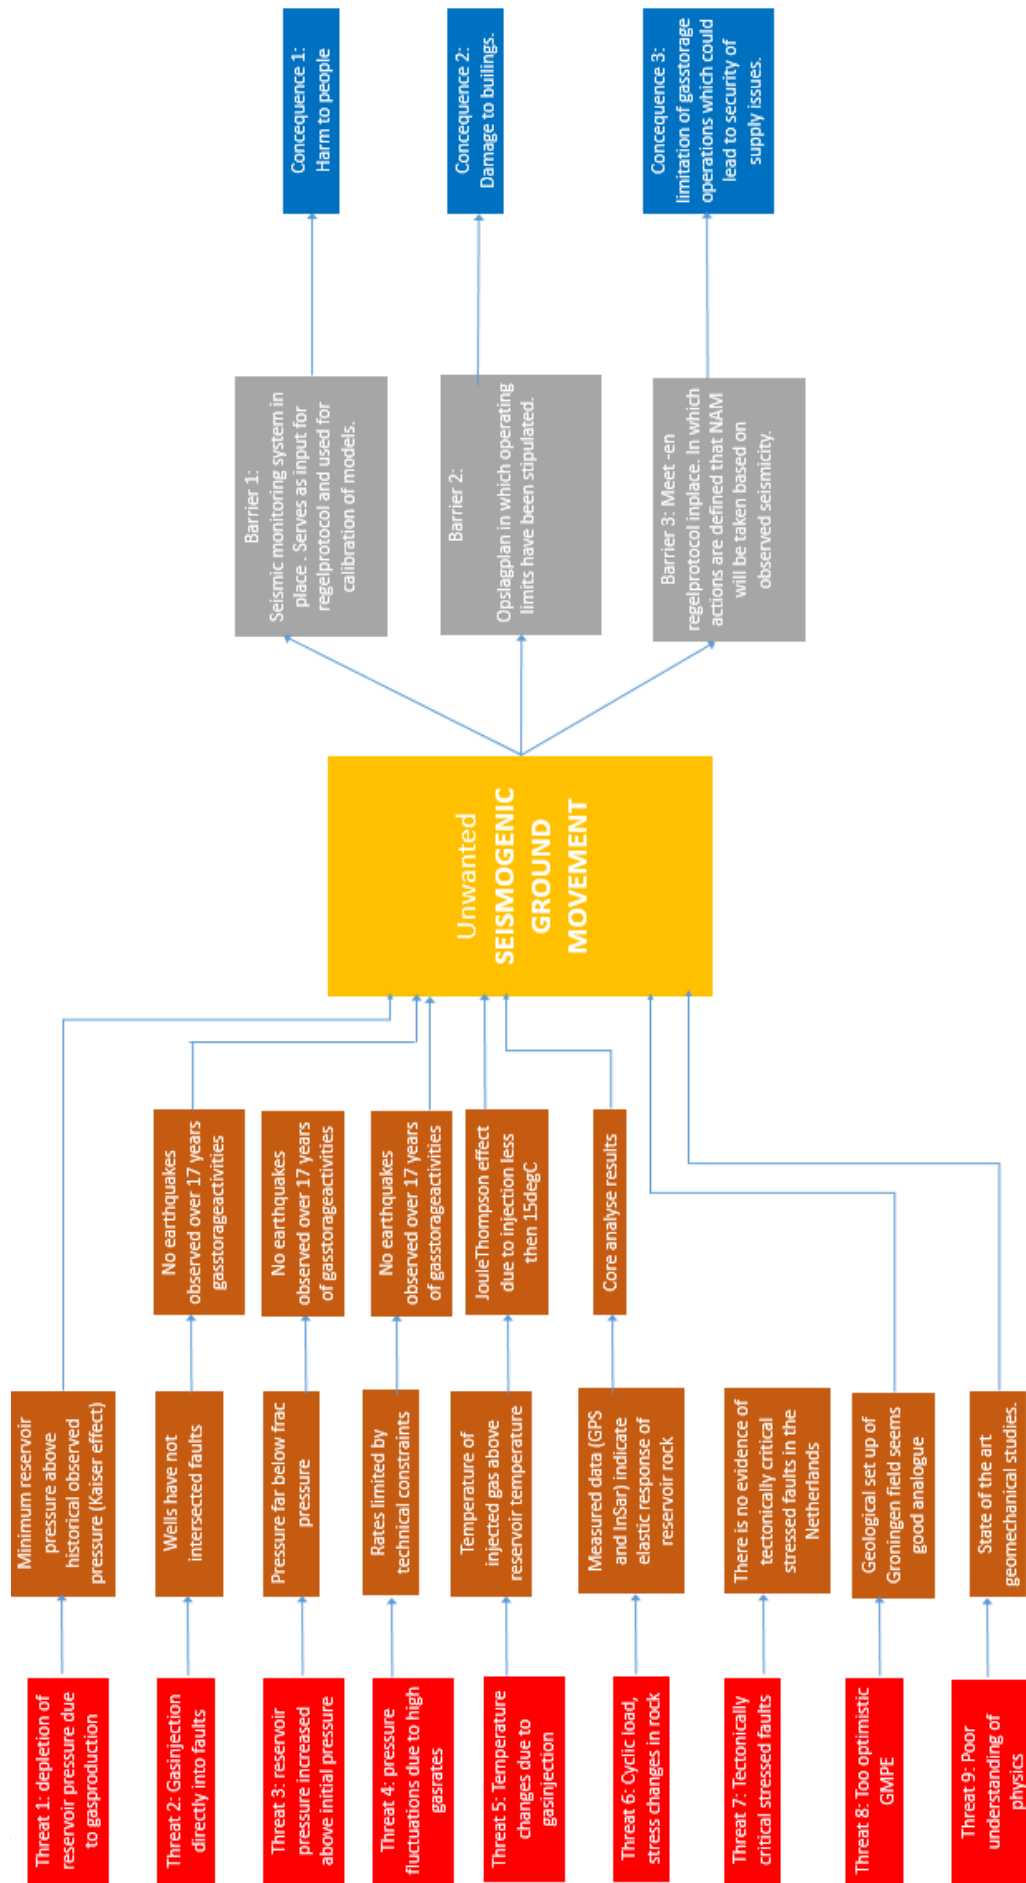 Threat 1: depletion of
reservoir pressure due
to gasproduction
Minimum reservoir
pressure above
historical observed
pressure (Kaiser effect)
Threat 2: Gasinjection
directly into faults
Wells have not
intersected faults
No earthquakes
observed over 17 years
gasstorageactivities
Threat 3: reservoir
pressure increased
above initial pressure
Pressure far below frac
pressure
No earthquakes
observed over 17 years
of gasstorageactivities
Threat 4: pressure
fluctuations due to high
gasrates
Rates limited by
technical constraints
No earthquakes
observed over 17 years
of gasstorageactivities
Threat 5: Temperature
changes due to
gasinjection
Temperature of
injected gas above
reservoir temperature
JouleThompson effect
due to injection less
then 15degC
Threat 6: Cyclic load,
stress changes in rock
Measured data (GPS
and InSar) indicate
elastic response of
reservoir rock
Core analyse results
Threat 7: Tectonically
critical stressed faults
There is no evidence of
tectonically critical
stressed faults in the
Netherlands
Threat 8: Too optimistic
GMPE
Geological set up of
Groningen field seems
good analogue
Threat 9: Poor
understanding of
physics
State of the art
geomechanical studies.
Unwanted
SEISMOGENIC
GROUND
MOVEMENT
Barrier 1:
Seismic monitoring system in
place . Serves as input for
regelprotocol and used for
calibration of models.
Barrier 2:
Opslagplan in which operating
limits have been stipulated.
Barrier 3: Meet -en
regelprotocol inplace. In which
actions are defined that NAM
will be taken based on
observed seismicity.
Concequence 1:
Harm to people
Concequence 2:
Damage to builings.
Concequence 3:
limitation of gasstorage
operations which could
lead to security of
supply issues.